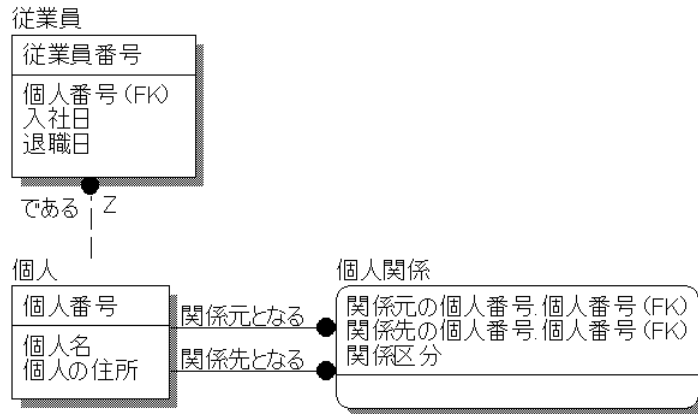 従業員
従業員番号
個人番号(FK)
入社日
退職日
である Z
個人
個人番号
個人名
個人の住所
関係元となる
関係先となる
個人関係
関係元の個人番号.個人番号(FK)
関係先の個人番号.個人番号(FK)
関係区分